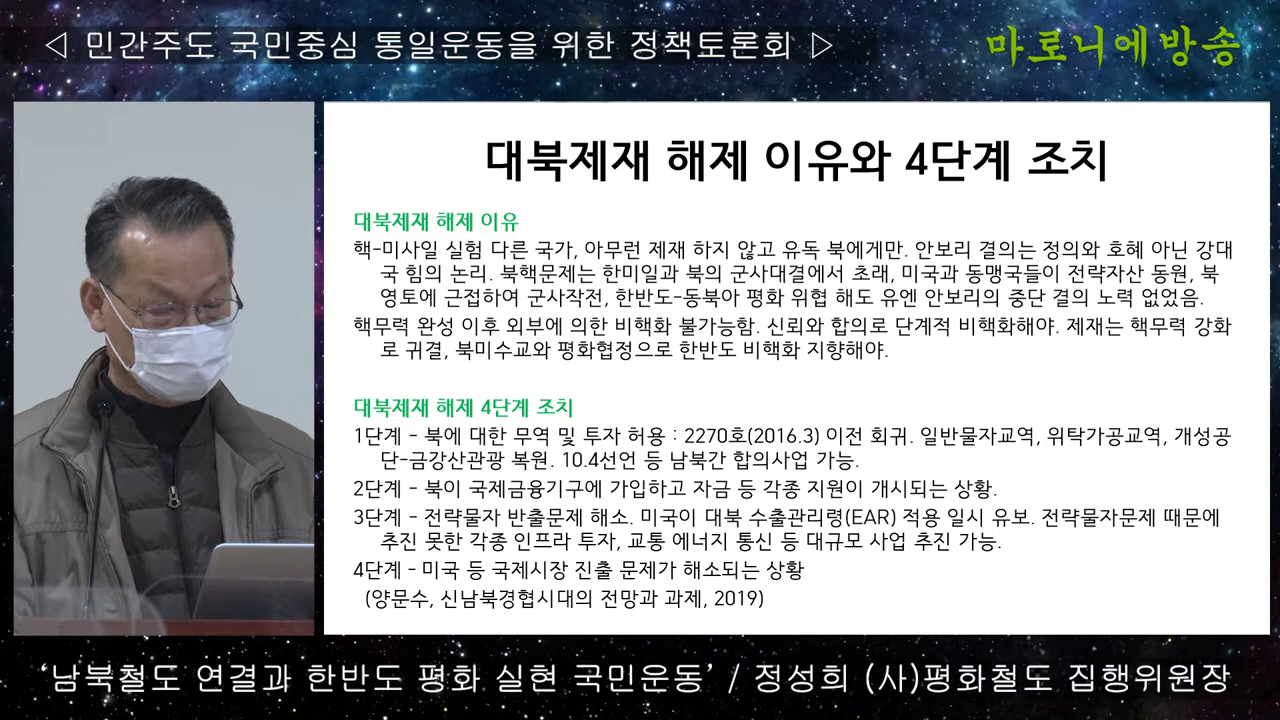 ◁ 민간주도 국민중심 통일운동을 위한 정책토론회 ▷
마로니에방송
대북제재 해제 이유와 4단계 조치
대북제재 해제 이유
핵-미사일 실험 다른 국가, 아무런 제재 하지 않고 유독 북에게만. 안보리 결의는 정의와 호혜 아닌 강대
국 힘의 논리. 북핵문제는 한미일과 북의 군사대결에서 초래, 미국과 동맹국들이 전략자산 동원, 북
영토에 근접하여 군사작전, 한반도-동북아 평화 위협 해도 유엔 안보리의 중단 결의 노력 없었음.
핵무력 완성 이후 외부에 의한 비핵화 불가능함. 신뢰와 합의로 단계적 비핵화해야. 제재는 핵무력 강화
로 귀결, 북미수교와 평화협정으로 한반도 비핵화 지향해야.
대북제재 해제 4단계 조치
1단계 - 북에 대한 무역 및 투자 허용 : 2270호(2016.3) 이전 회귀. 일반물자교역, 위탁가공교역, 개성공
단-금강산관광 복원. 10.4선언 등 남북간 합의사업 가능.
2단계 - 북이 국제금융기구에 가입하고 자금 등 각종 지원이 개시되는 상황.
3단계 - 전략물자 반출문제 해소. 미국이 대북 수출관리령(EAR) 적용 일시 유보. 전략물자문제 때문에
추진 못한 각종 인프라 투자, 교통 에너지 통신 등 대규모 사업 추진 가능.
4단계 - 미국 등 국제시장 진출 문제가 해소되는 상황
(양문수, 신남북경협시대의 전망과 과제, 2019)
‘남북철도 연결과 한반도 평화 실현 국민운동’ / 정성희 (사)평화철도 집행위원장